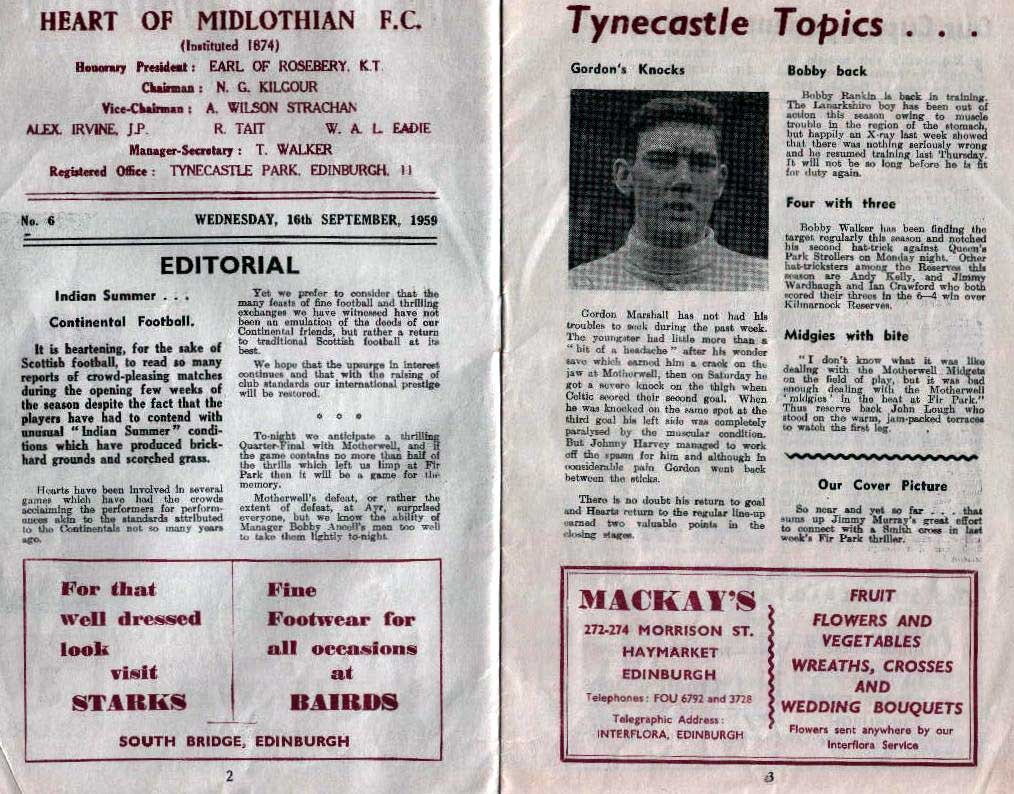 HEART OF MIDLOTHIAN F.C.
(Instituted 1874)
Honorary President : EARL OF ROSEBERY, K.T.
Chairman : N. G. KILGOUR
Vice-Chairman : A. WILSON STRACHAN
ALEX. IRVINE, J.P. R. TAIT W. A. L. EADIE
Manager-Secretary : T. WALKER
Registered Office : TYNECASTLE PARK, EDINBURGH, 11
No. 6 WEDNESDAY, 16th SEPTEMBER, 1959
EDITORIAL
Indian Summer . . .
Continental Football.
It is heartening, for the sake of
Scottish football, to read so many
reports of crowd-pleasing matches
during the opening few weeks of
the season despite the fact that the
players have had to contend with
unusual "Indian Summer" condi-
tions which have produced brick-
hard grounds and scorched grass.
Hearts have been involved in several
games which have had the crowds
acclaiming the performers for perform-
ances akin to the standards attributed
to the Continentals not so many years
ago.
Yet we prefer to consider that the
many feasts of fine football and thrilling
exchanges we have witnessed have not
been an emulation of the deeds of our
Continental friends, but rather a return
to traditional Scottish football at its
best.
We hope that the upsurge in interest
continues and that with the raising of
club standards our international prestige
will be restored.
To-night we anticipate a thrilling
Quarter-Final with Motherwell, and if
the game contains no more than half of
the thrills which left us limp at Fir
Park then it will be a game for the
memory.
Motherwell's defeat, or rather the
extent of defeat, at Ayr, surprised
everyone, but we know the ability of
Manager Bobby Ancell's men too well
to take them lightly to-night.
For that
well dressed
look
visit
STARKS
Fine
Footwear for
all occasions
at
BAIRDS
SOUTH BRIDGE, EDINBURGH
2
Tynecastle Topics . . .
Gordon's Knocks
Gordon Marshall has not had his
troubles to seek during the past week.
The youngster had little more than a
"bit of a headache" after his wonder
save which earned him a crack on the
jaw at Motherwell, then on Saturday he
got a severe knock on the thigh when
Celtic scored their second goal. When
he was knocked on the same spot at the
third goal his left side was completely
paralysed by the muscular condition.
But Johnny Harvey managed to work
off the spasm for him and although in
considerable pain Gordon went back
between the sticks.
There is no doubt his return to goal
and Hearts return to the regular line-up
earned two valuable points in the
closing stages.
Bobby back
Bobby Rankin is back in training.
The Lanarkshire boy has been out of
action this season owing to muscle
trouble in the region of the stomach,
but happily an X-ray last week showed
that there was nothing seriously wrong
and he resumed training last Thursday.
It will not be so long before he is fit
for duty again.
Four with three
Bobby Walker has been finding the
target regularly this season and notched
his second hat-trick against Queen's
Park Strollers on Monday night. Other
hat-tricksters among the Reserves this
season are Andy Kelly, and Jimmy
Wardhaugh and Ian Crawford who both
scored their threes in the 6—4 win over
Kilmarnock Reserves.
Midgies with bite
"I don't know what it was like
dealing with the Motherwell Midgets
on the field of play, but it was bad
enough dealing with the Motherwell
'midgies' in the heat at Fir Park."
Thus reserve back John Lough who
stood on the warm, jam-packed terraces
to watch the first leg.
Our Cover Picture
So near and yet so far . . . that
sums up Jimmy Murray's great effort
to connect with a Smith cross in last
week's Fir Park thriller.
MACKAY'S
272-274 MORRISON ST.
HAYMARKET
EDINBURGH
Telephones : FOU 6792 and 3728
Telegraphic Address :
INTERFLORA, EDINBURGH
FRUIT
FLOWERS AND
VEGETABLES
WREATHS, CROSSES
AND
WEDDING BOUQUETS
Flowers sent anywhere by our
Interflora Service
3